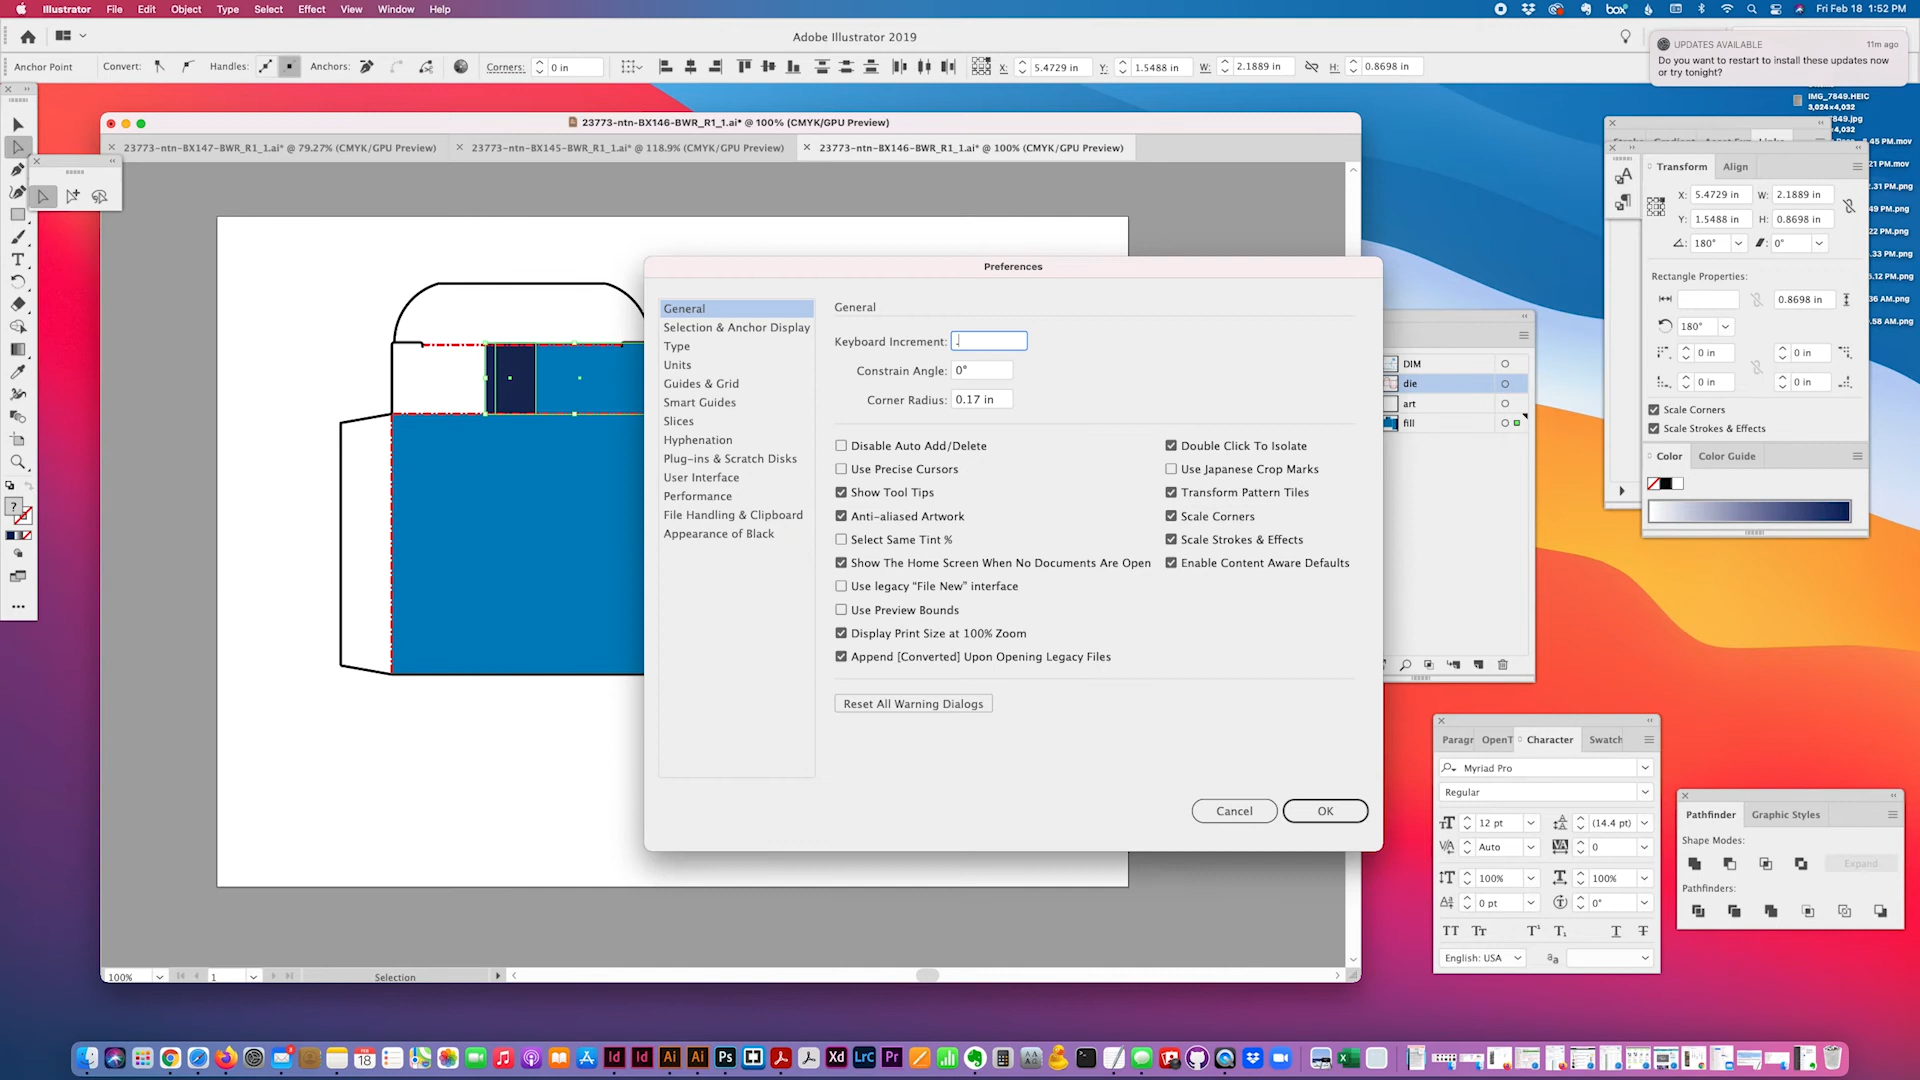 Illustrator File Edit Object Type Select Effect View Window Help
box Fri Feb 18 1:52 PM
Adobe Illustrator 2019
Anchor Point Convert: Handles: Anchors: Corners: 0 in X: 5.4729 in Y: 1.5488 in W: 2.1889 in H: 0.8698 in
UPDATES AVAILABLE 11m ago
Do you want to restart to install these updates now
or try tonight?
IMG_7849.HEIC
3,024×4,032
23773-ntn-BX146-BWR_R1_1.ai* @ 100% (CMYK/GPU Preview)
23773-ntn-BX147-BWR_R1_1.ai* @ 79.27% (CMYK/GPU Preview)
23773-ntn-BX145-BWR_R1_1.ai* @ 118.9% (CMYK/GPU Preview)
23773-ntn-BX146-BWR_R1_1.ai* @ 100% (CMYK/GPU Preview)
Preferences
General
Selection & Anchor Display
Type
Units
Guides & Grid
Smart Guides
Slices
Hyphenation
Plug-ins & Scratch Disks
User Interface
Performance
File Handling & Clipboard
Appearance of Black
General
Keyboard Increment: .
Constrain Angle: 0°
Corner Radius: 0.17 in
Disable Auto Add/Delete
Use Precise Cursors
Show Tool Tips
Anti-aliased Artwork
Select Same Tint %
Show The Home Screen When No Documents Are Open
Use legacy "File New" interface
Use Preview Bounds
Display Print Size at 100% Zoom
Append [Converted] Upon Opening Legacy Files
Double Click To Isolate
Use Japanese Crop Marks
Transform Pattern Tiles
Scale Corners
Scale Strokes & Effects
Enable Content Aware Defaults
Reset All Warning Dialogs
Cancel OK
DIM
die
art
fill
Transform Align
X: 5.4729 in W: 2.1889 in
Y: 1.5488 in H: 0.8698 in
180° 0°
Rectangle Properties:
0.8698 in
180°
0 in 0 in
0 in 0 in
Scale Corners
Scale Strokes & Effects
Color Color Guide
Paragr OpenT Character Swatch
Myriad Pro
Regular
12 pt (14.4 pt)
Auto 0
100% 100%
0 pt 0°
English: USA
Pathfinder Graphic Styles
Shape Modes:
Expand
Pathfinders:
100% 1 Selection